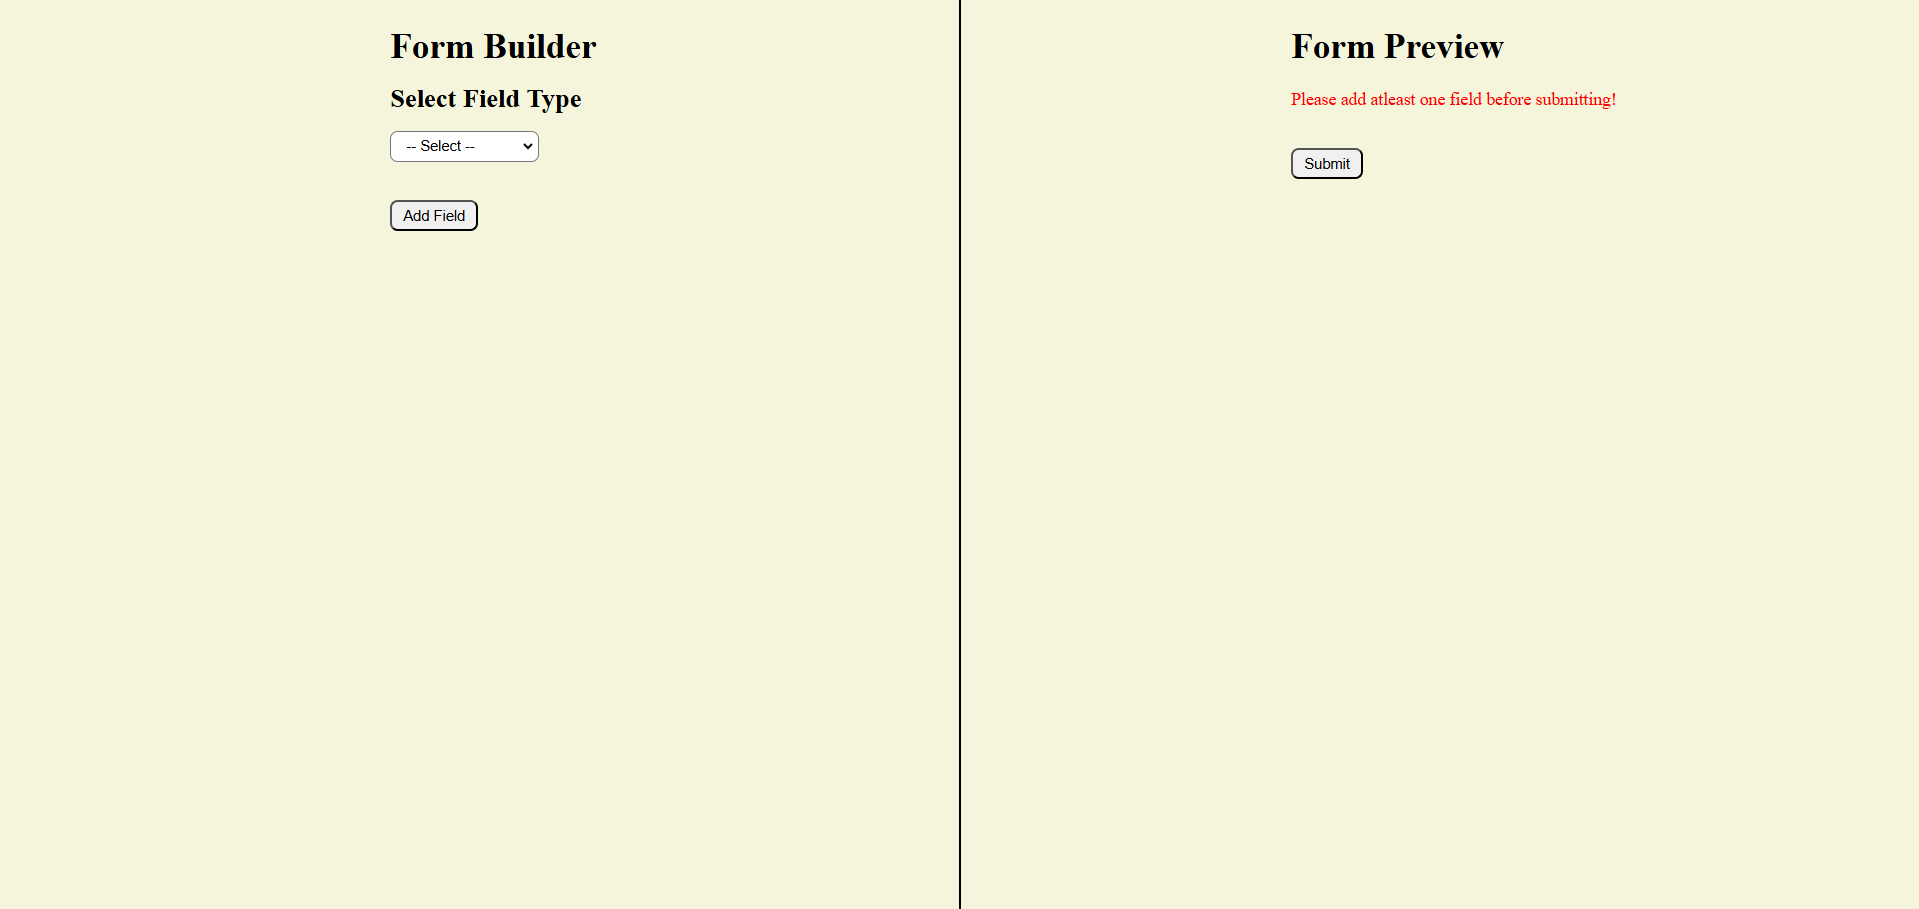 Form Builder
Select Field Type
-- Select --
Add Field
Form Preview
Please add atleast one field before submitting!
Submit